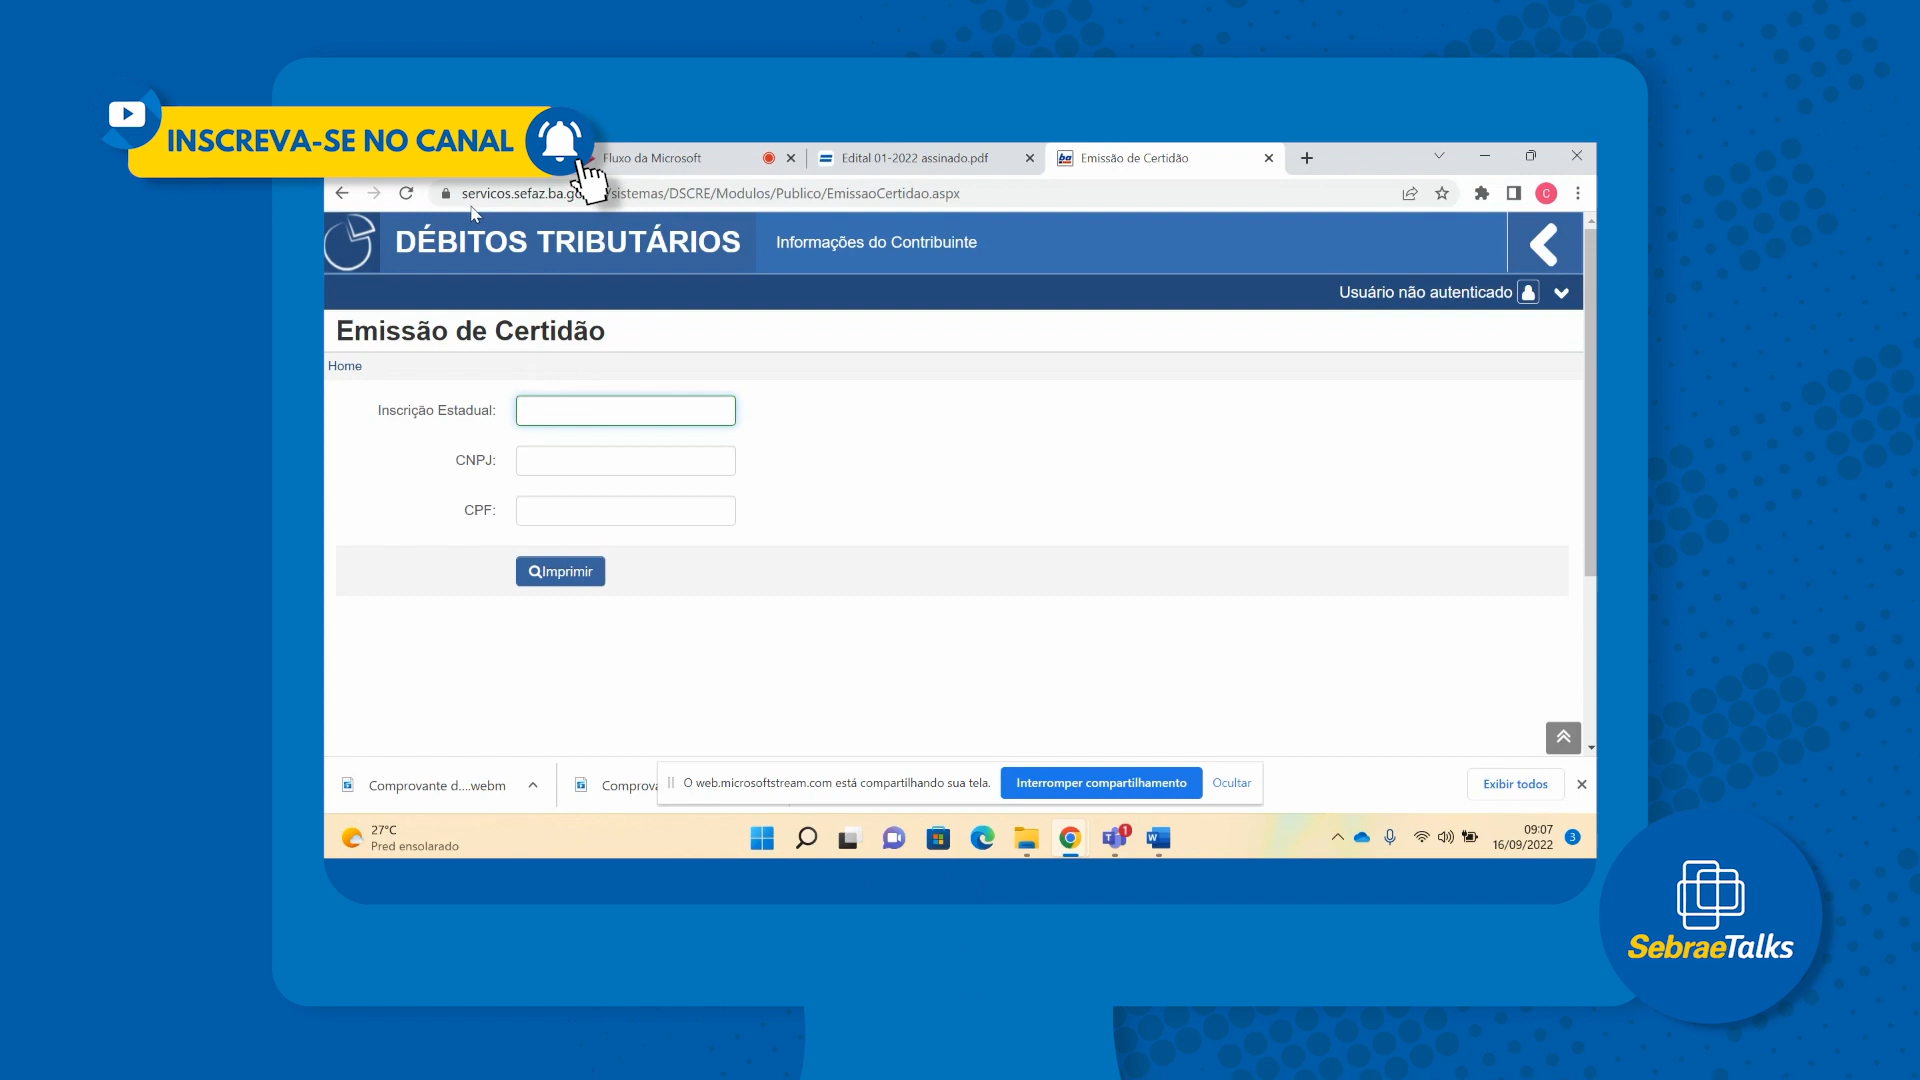 INSCREVA-SE NO CANAL
Fluxo da Microsoft
Edital 01-2022 assinado.pdf
ba
Emissão de Certidão
servicos.sefaz.ba.go
/sistemas/DSCRE/Modulos/Publico/EmissaoCertidao.aspx
C
DÉBITOS TRIBUTÁRIOS
Informações do Contribuinte
Usuário não autenticado
Emissão de Certidão
Home
Inscrição Estadual:
CNPJ:
CPF:
Imprimir
Comprovante d....webm
Comprova
O web.microsoftstream.com está compartilhando sua tela.
Interromper compartilhamento
Ocultar
Exibir todos
27°C
Pred ensolarado
1
09:07
16/09/2022
3
SebraeTalks